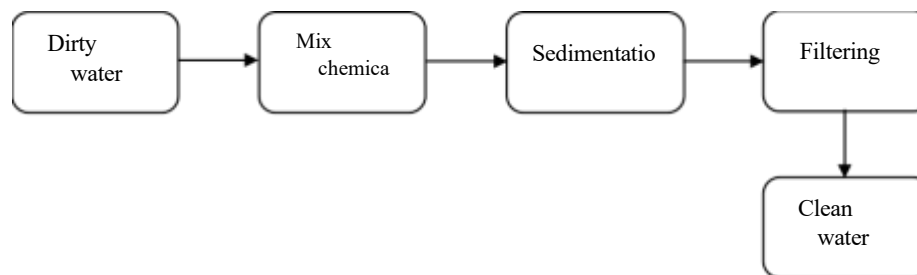 Dirty
water
Mix
chemica
Sedimentatio
Filtering
Clean
water